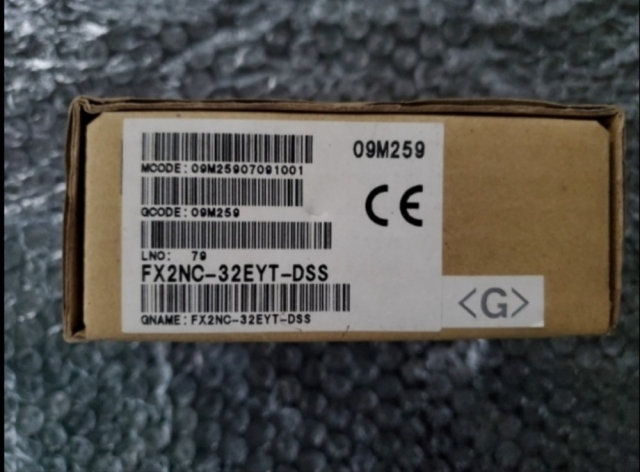 09M259
MCODE:09M25907091001
GCODE:09M259
CE
LNO: 79
FX2NC-32EYT-DSS
GNAME:FX2NC-32EYT-DSS
<G>